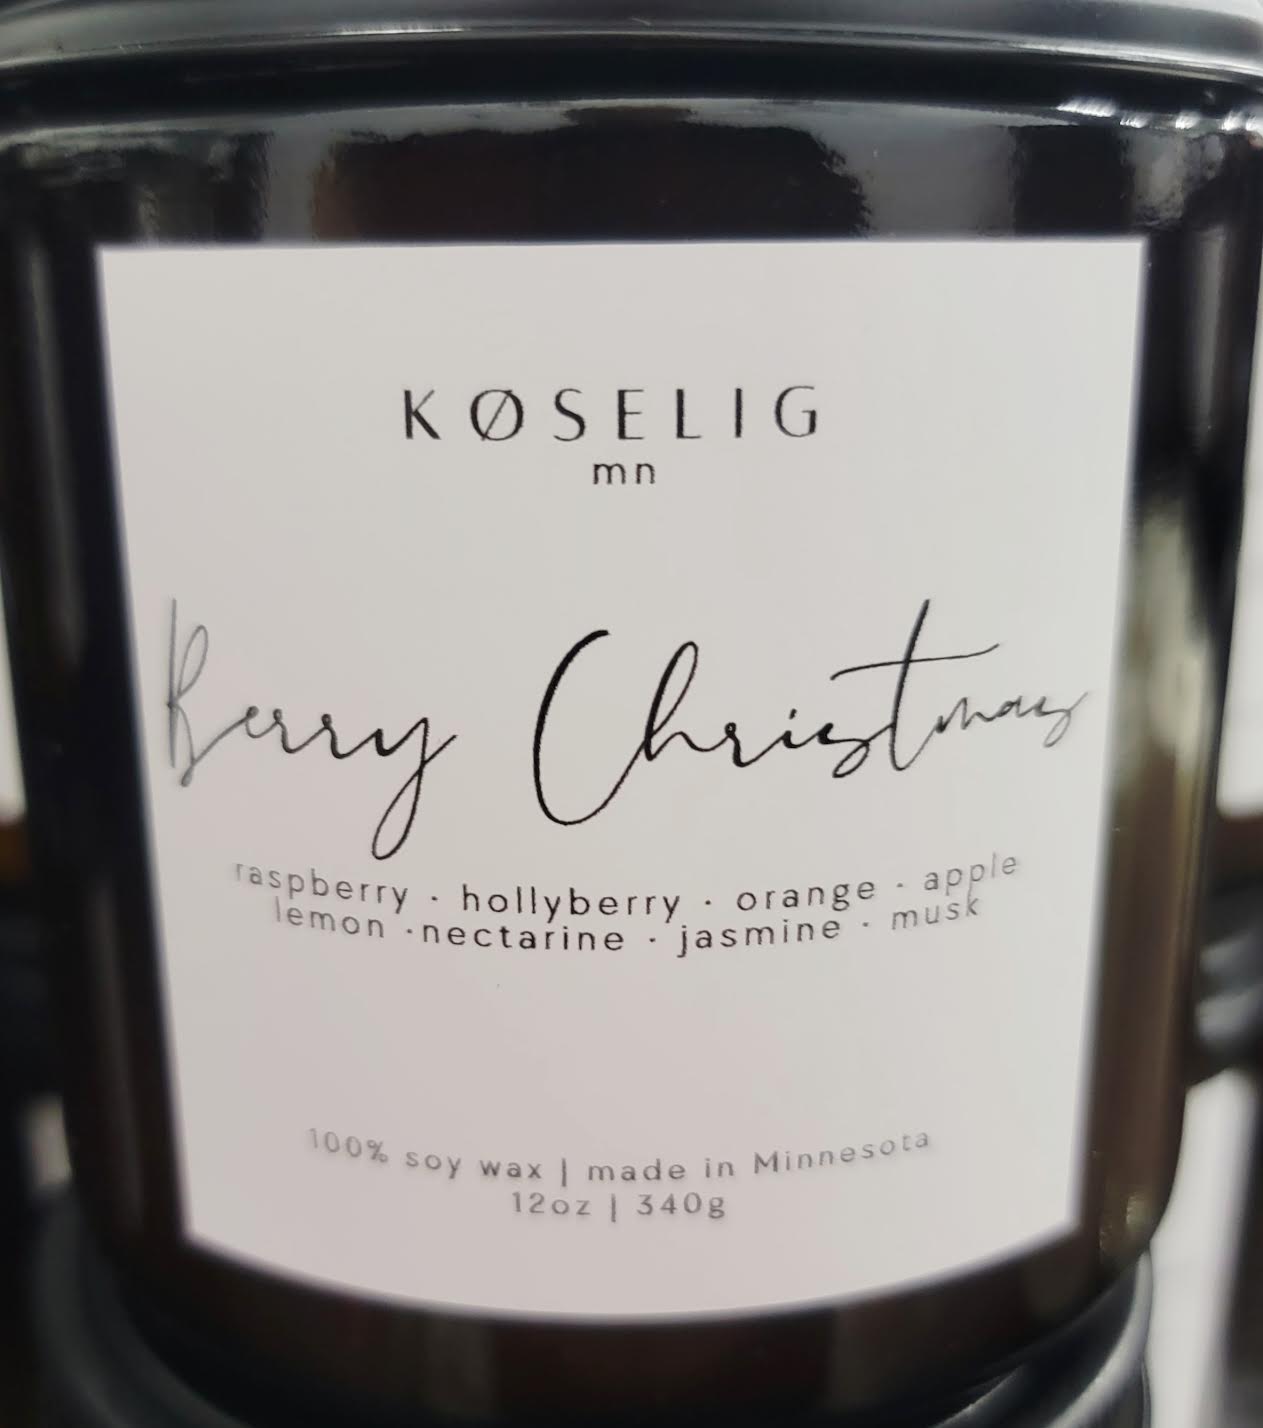 KØSELIG
mn
Berry Christmas
raspberry · hollyberry · orange · apple
lemon · nectarine · jasmine · musk
100% soy wax | made in Minnesota
12oz | 340g